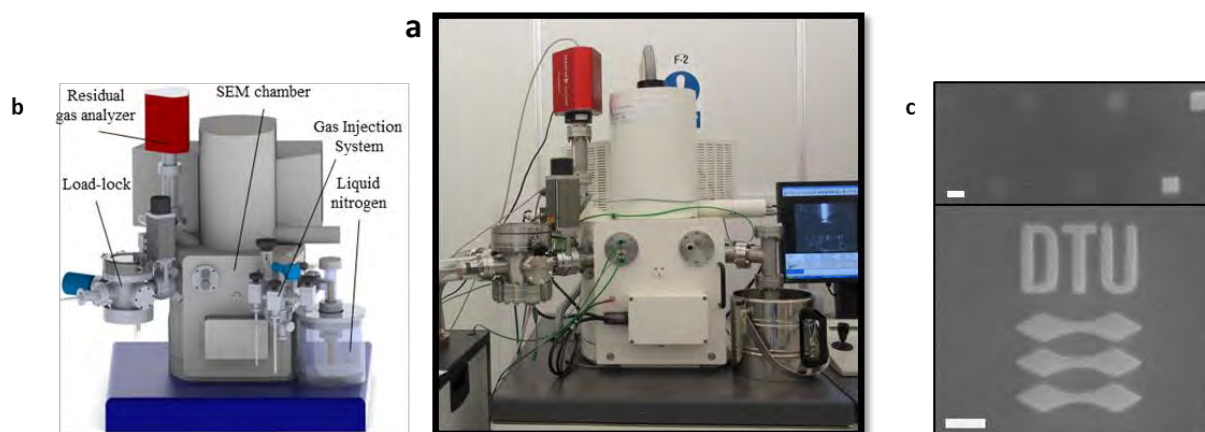 a
b
Residual
gas analyzer
SEM chamber
Gas Injection
System
Liquid
nitrogen
Load-lock
F-2
c
DTU